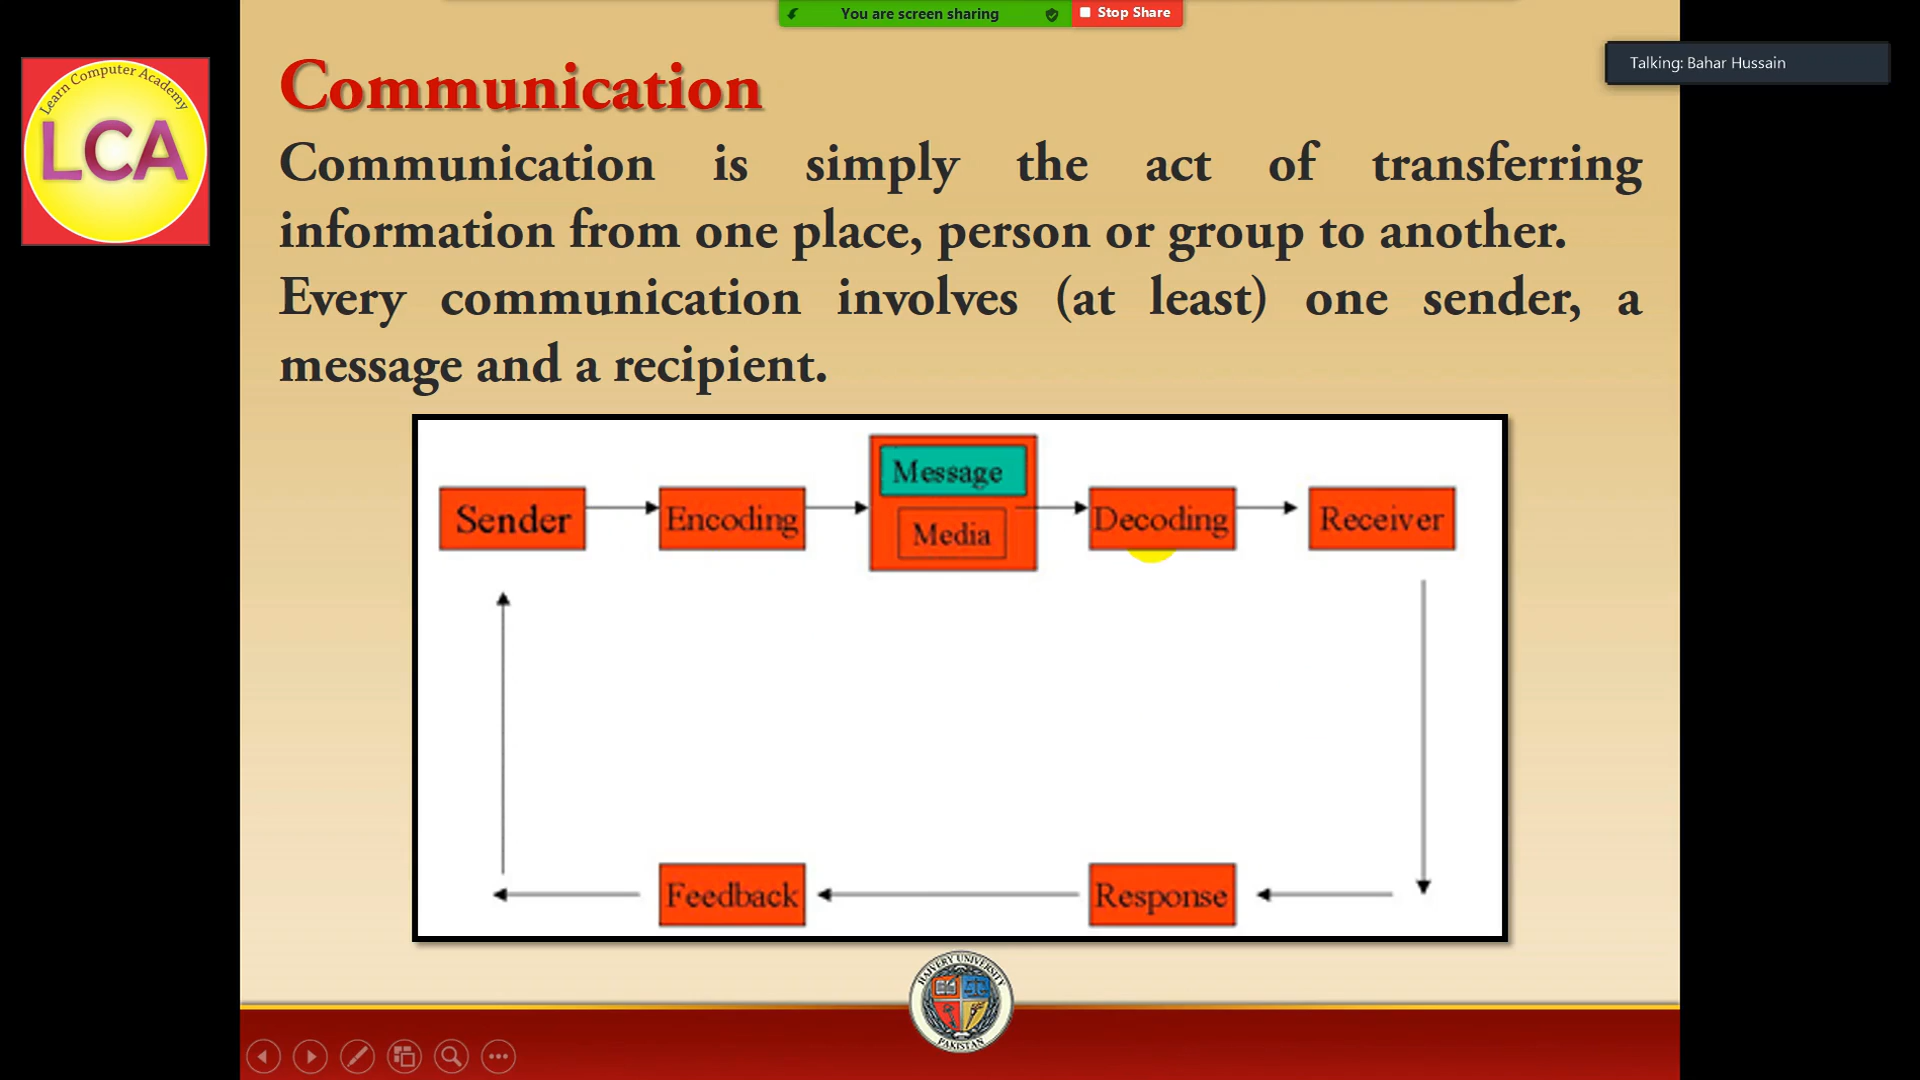 You are screen sharing
Stop Share
Talking: Bahar Hussain
Learn Computer Academy
LCA
Communication
Communication is simply the act of transferring
information from one place, person or group to another.
Every communication involves (at least) one sender, a
message and a recipient.
Message
Sender
Encoding
Media
Decoding
Receiver
Feedback
Response
HAIVERY UNIVERSITY
PAKISTAN